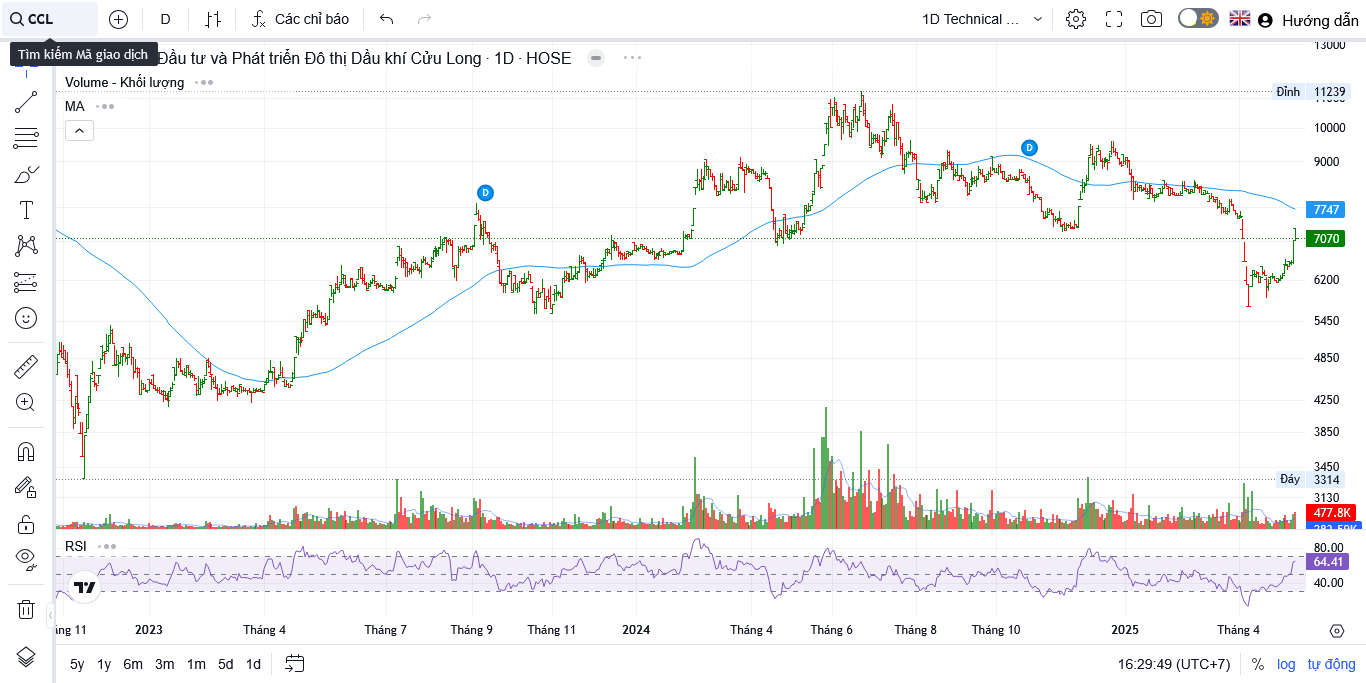 CCL
D
Các chỉ báo
1D Technical ...
Hướng dẫn
Tìm kiếm Mã giao dịch
Đầu tư và Phát triển Đô thị Dầu khí Cửu Long · 1D · HOSE
Volume - Khối lượng
MA
D
D
13000
Đỉnh 11239
10000
9000
7747
7070
6200
5450
4850
4250
3850
3450
Đáy 3314
3130
477.8K
RSI
80.00
64.41
40.00
2023 Tháng 4 Tháng 7 Tháng 9 Tháng 11 2024 Tháng 4 Tháng 6 Tháng 8 Tháng 10 2025 Tháng 4
5y 1y 6m 3m 1m 5d 1d
16:29:49 (UTC+7) % log tự động